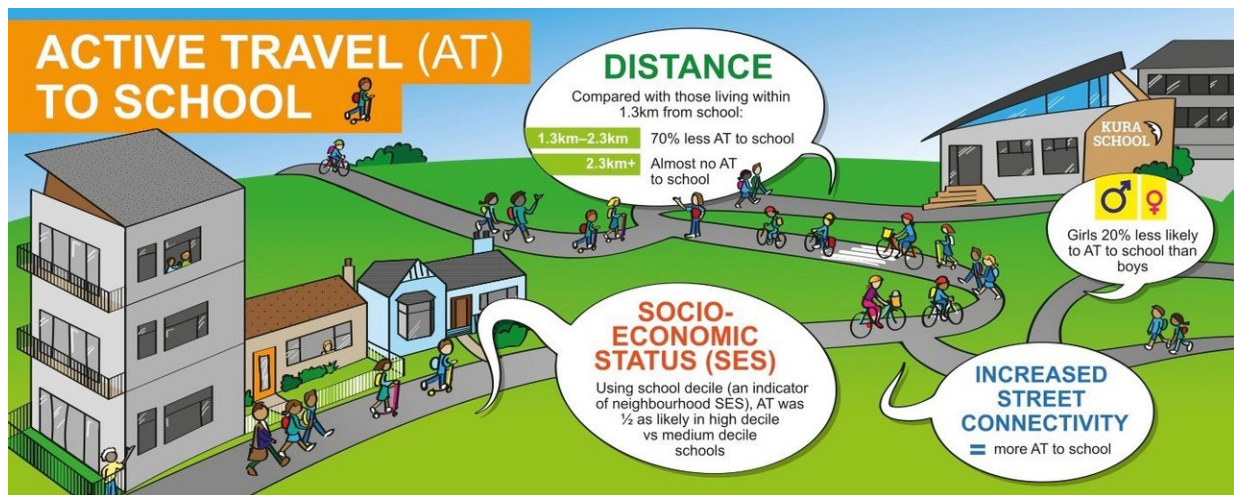 ACTIVE TRAVEL (AT)
TO SCHOOL
DISTANCE
Compared with those living within
1.3km from school:
1.3km–2.3km 70% less AT to school
2.3km+ Almost no AT
to school
KURA
SCHOOL
Girls 20% less likely
to AT to school than
boys
SOCIO-
ECONOMIC
STATUS (SES)
Using school decile (an indicator
of neighbourhood SES), AT was
½ as likely in high decile
vs medium decile
schools
INCREASED
STREET
CONNECTIVITY
= more AT to school